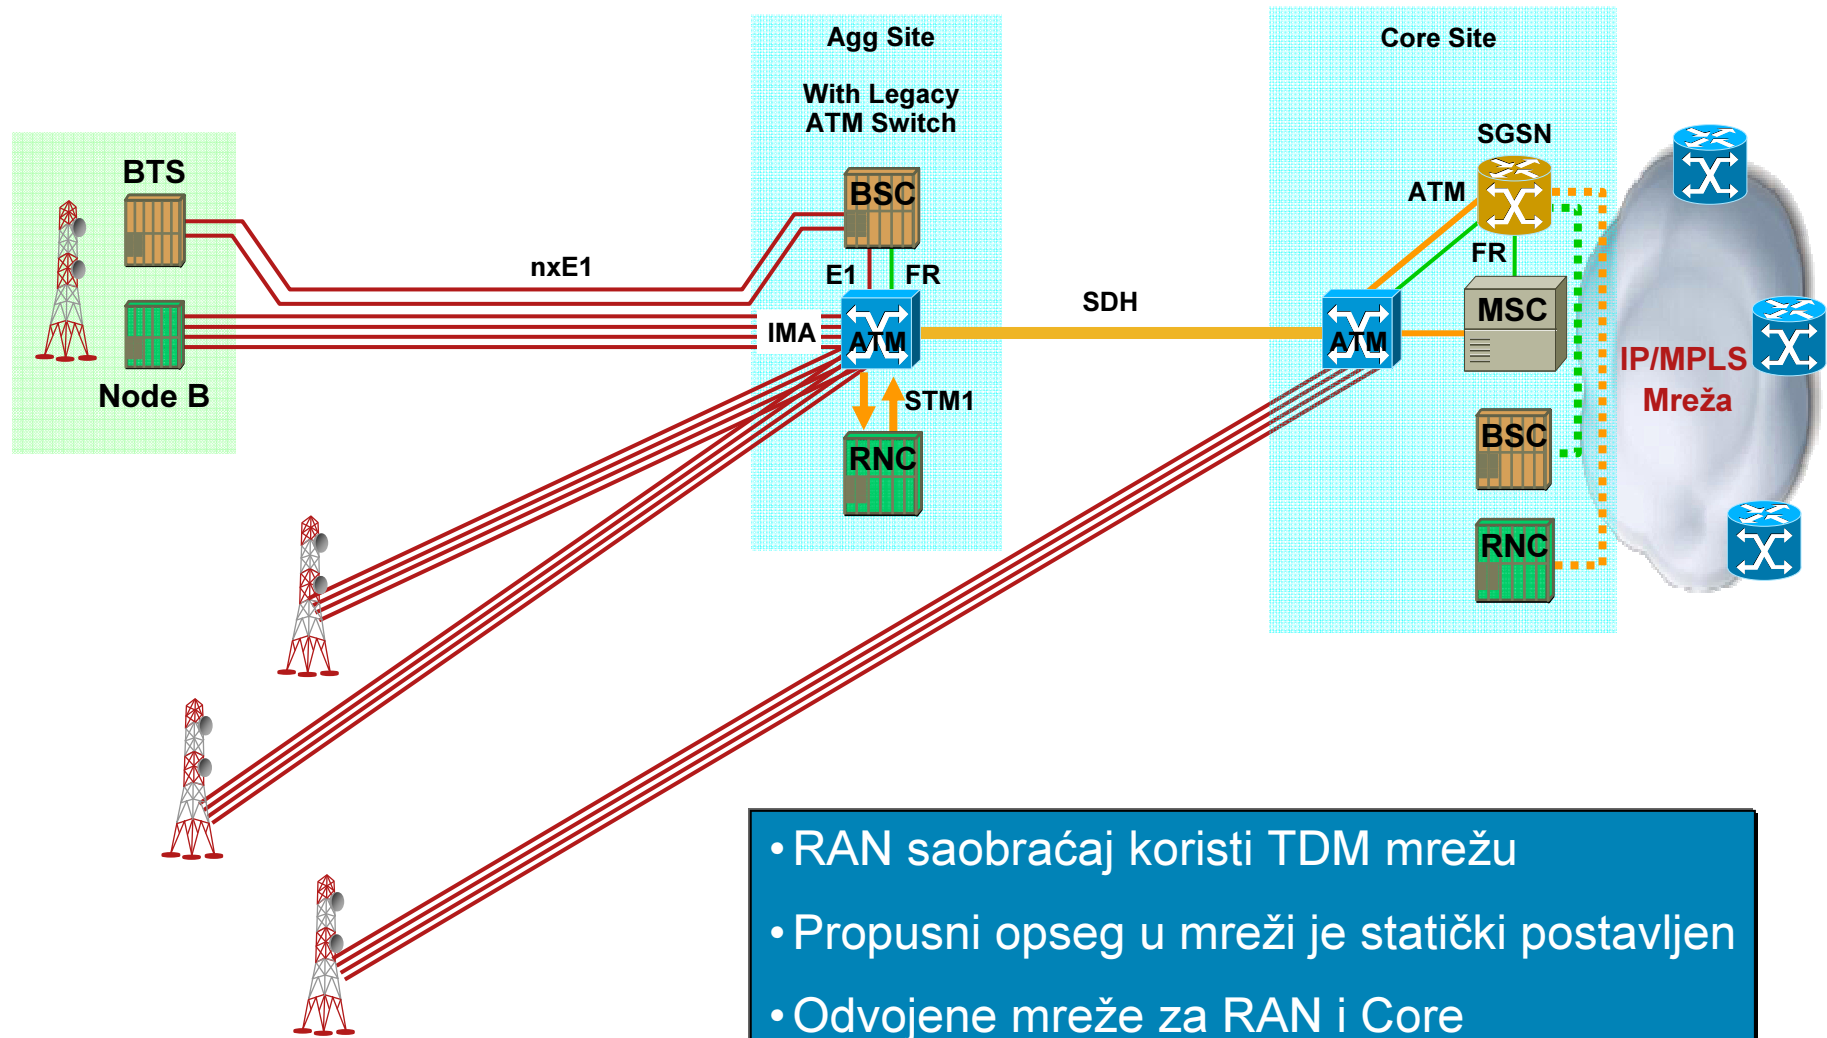 Agg Site
With Legacy
ATM Switch
Core Site
BTS
Node B
nxE1
IMA
BSC
E1
FR
ATM
STM1
RNC
SDH
SGSN
ATM
FR
ATM
MSC
BSC
RNC
IP/MPLS
Mreža
• RAN saobraćaj koristi TDM mrežu
• Propusni opseg u mreži je statički postavljen
• Odvojene mreže za RAN i Core